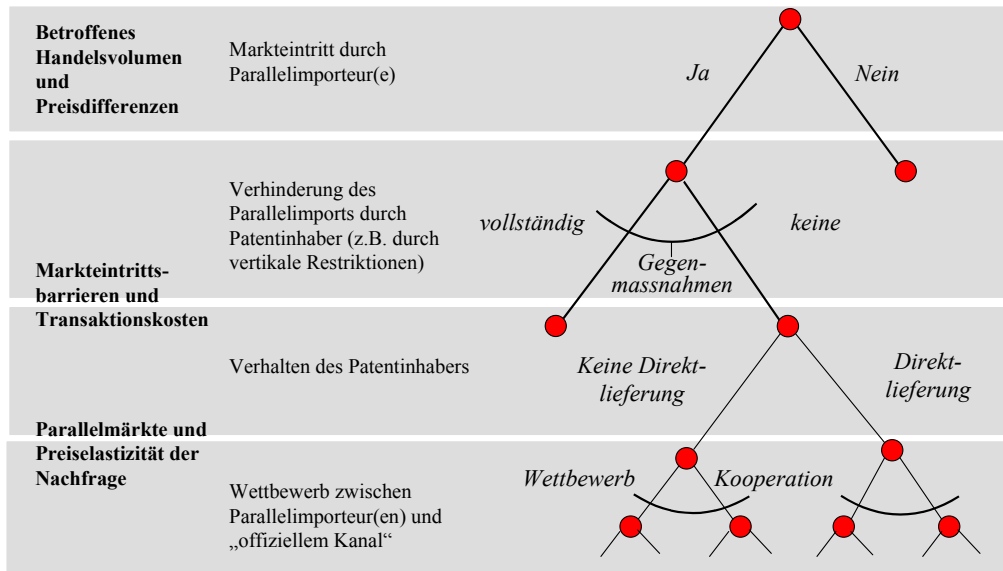 Betroffenes
Handelsvolumen
und
Preisdifferenzen
Markteintritt durch
Parallelimporteur(e)
Ja
Nein
Verhinderung des
Parallelimports durch
Patentinhaber (z.B. durch
vertikale Restriktionen)
vollständig
keine
Gegen-
massnahmen
Markteintritts-
barrieren und
Transaktionskosten
Verhalten des Patentinhabers
Keine Direkt-
lieferung
Direkt-
lieferung
Parallelmärkte und
Preiselastizität der
Nachfrage
Wettbewerb zwischen
Parallelimporteur(en) und
„offiziellem Kanal“
Wettbewerb
Kooperation